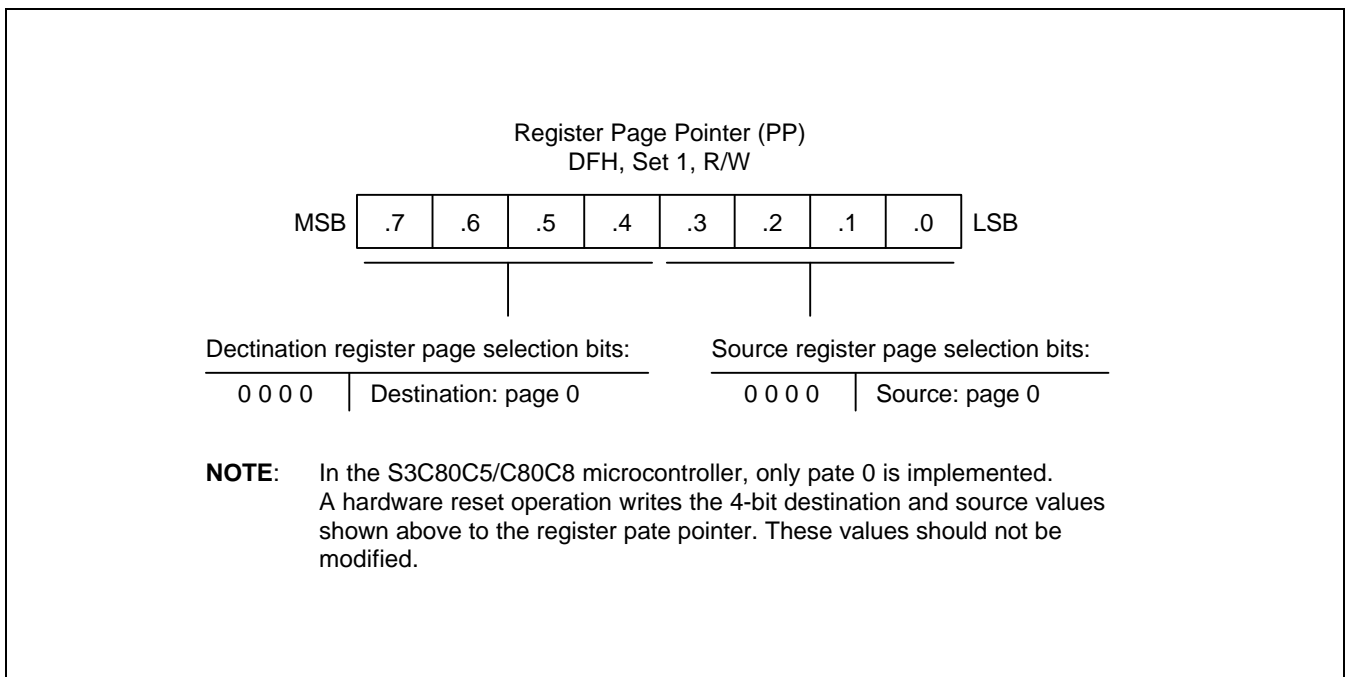 Register Page Pointer (PP)
DFH, Set 1, R/W
MSB .7 .6 .5 .4 .3 .2 .1 .0 LSB
Dectination register page selection bits:
0 0 0 0 Destination: page 0
Source register page selection bits:
0 0 0 0 Source: page 0
NOTE: In the S3C80C5/C80C8 microcontroller, only pate 0 is implemented.
A hardware reset operation writes the 4-bit destination and source values
shown above to the register pate pointer. These values should not be
modified.